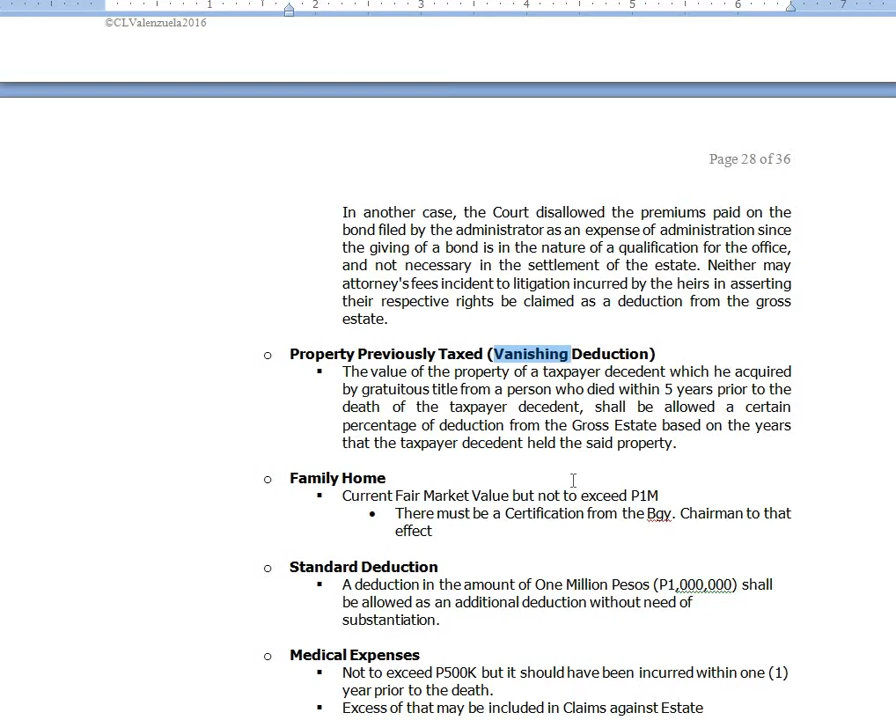 1 2 3 4 5 6 7
©CLValenzuela2016
Page 28 of 36
In another case, the Court disallowed the premiums paid on the
bond filed by the administrator as an expense of administration since
the giving of a bond is in the nature of a qualification for the office,
and not necessary in the settlement of the estate. Neither may
attorney's fees incident to litigation incurred by the heirs in asserting
their respective rights be claimed as a deduction from the gross
estate.
o Property Previously Taxed (Vanishing Deduction)
▪ The value of the property of a taxpayer decedent which he acquired
by gratuitous title from a person who died within 5 years prior to the
death of the taxpayer decedent, shall be allowed a certain
percentage of deduction from the Gross Estate based on the years
that the taxpayer decedent held the said property.
o Family Home
▪ Current Fair Market Value but not to exceed P1M
• There must be a Certification from the Bgy. Chairman to that
effect
o Standard Deduction
▪ A deduction in the amount of One Million Pesos (P1,000,000) shall
be allowed as an additional deduction without need of
substantiation.
o Medical Expenses
▪ Not to exceed P500K but it should have been incurred within one (1)
year prior to the death.
▪ Excess of that may be included in Claims against Estate